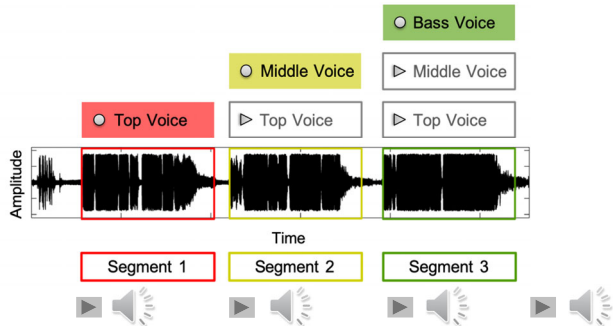 Bass Voice
Middle Voice
Middle Voice
Top Voice
Top Voice
Top Voice
Amplitude
Time
Segment 1
Segment 2
Segment 3